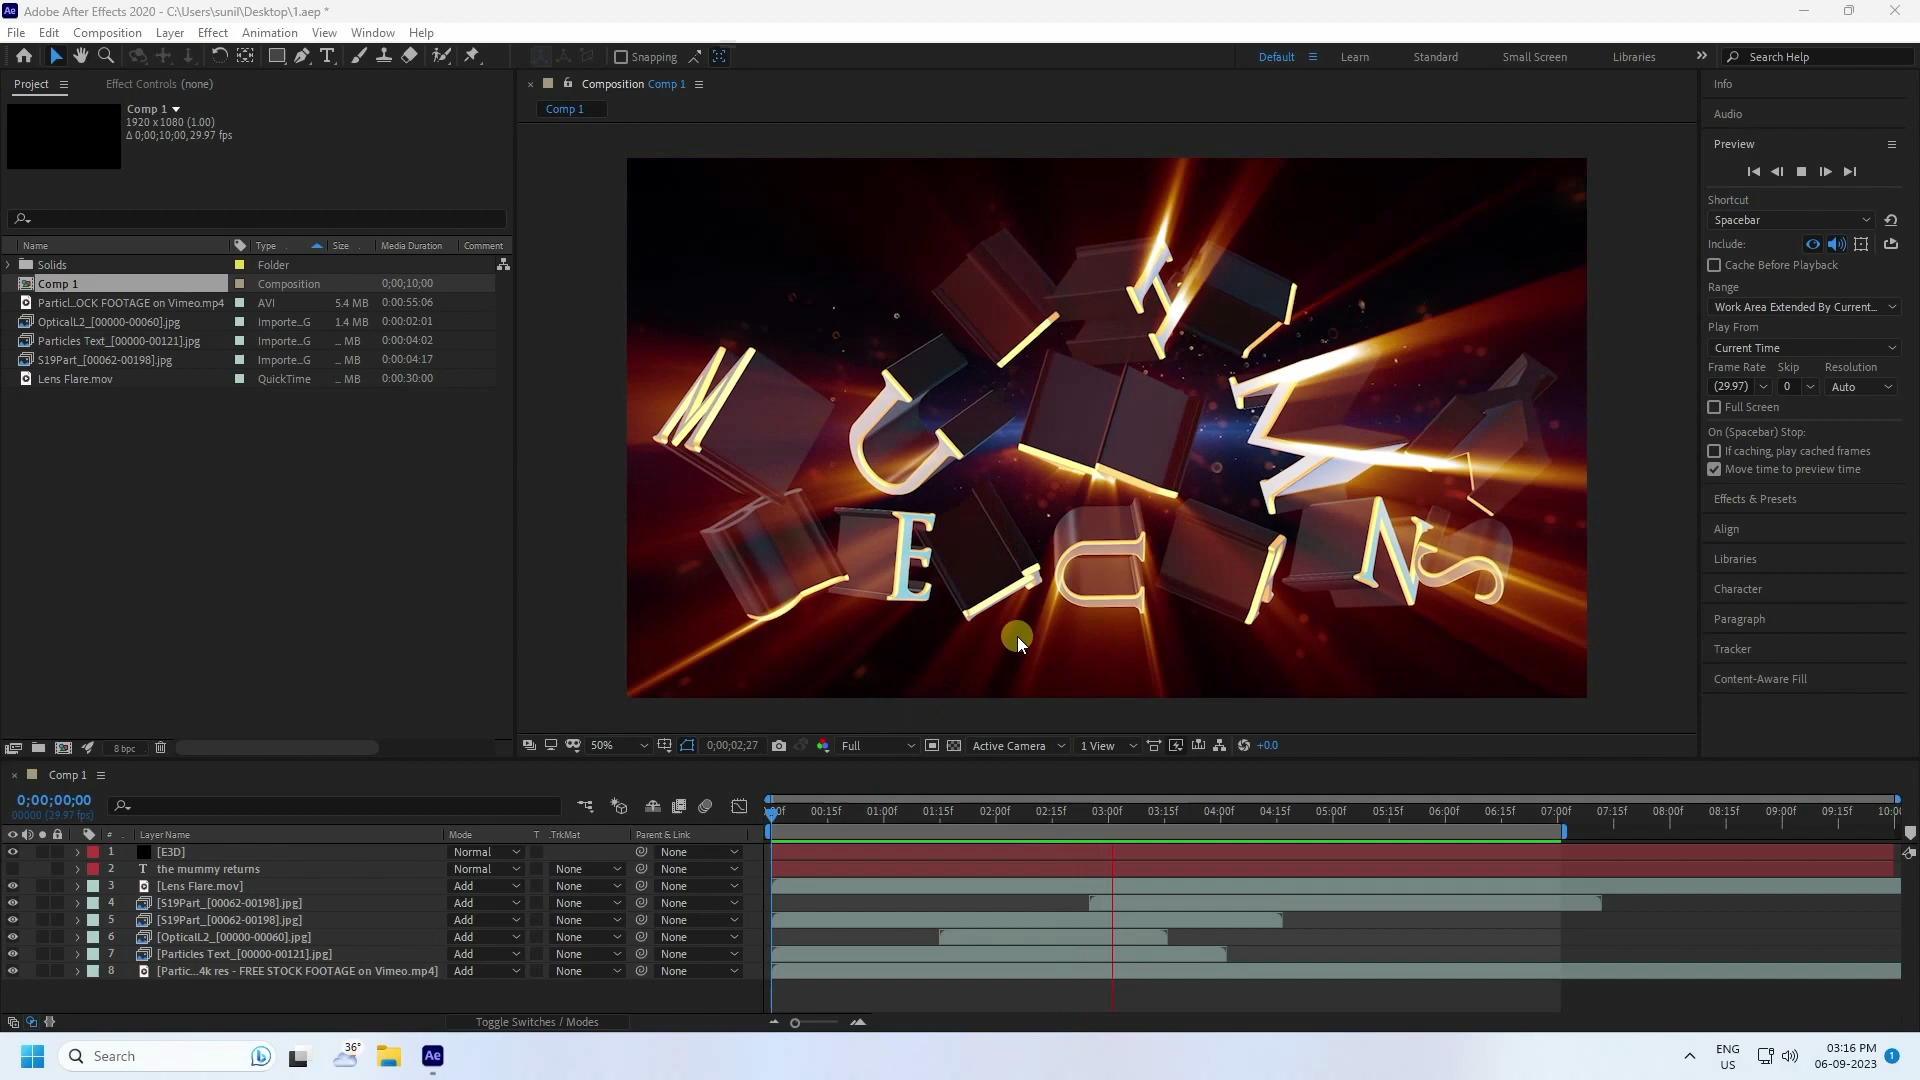 Ae Adobe After Effects 2020 - C:\Users\sunil\Desktop\1.aep *
File Edit Composition Layer Effect Animation View Window Help
Snapping
Default Learn Standard Small Screen Libraries Search Help
Project Effect Controls (none)
Comp 1
1920 x 1080 (1.00)
Δ 0;00;10;00, 29.97 fps
Name Type Size Media Duration Comment
Solids Folder
Comp 1 Composition 0;00;10;00
Particl...OCK FOOTAGE on Vimeo.mp4 AVI 5.4 MB 0:00:55:06
OpticalL2_[00000-00060].jpg Importe...G 1.4 MB 0:00:02:01
Particles Text_[00000-00121].jpg Importe...G ... MB 0:00:04:02
S19Part_[00062-00198].jpg Importe...G ... MB 0:00:04:17
Lens Flare.mov QuickTime ... MB 0:00:30:00
8 bpc
Composition Comp 1
Comp 1
M U M
E D I N S
50% 0;00;02;27 Full Active Camera 1 View +0.0
Info
Audio
Preview
Shortcut
Spacebar
Include:
Cache Before Playback
Range
Work Area Extended By Current...
Play From
Current Time
Frame Rate Skip Resolution
(29.97) 0 Auto
Full Screen
On (Spacebar) Stop:
If caching, play cached frames
Move time to preview time
Effects & Presets
Align
Libraries
Character
Paragraph
Tracker
Content-Aware Fill
Comp 1
0;00;00;00
00000 (29.97 fps)
00:15f 01:00f 01:15f 02:00f 02:15f 03:00f 03:15f 04:00f 04:15f 05:00f 05:15f 06:00f 06:15f 07:00f 07:15f 08:00f 08:15f 09:00f 09:15f 10:00
# Layer Name Mode T .TrkMat Parent & Link
1 [E3D] Normal None
2 T the mummy returns Normal None None
3 [Lens Flare.mov] Add None None
4 [S19Part_[00062-00198].jpg] Add None None
5 [S19Part_[00062-00198].jpg] Add None None
6 [OpticalL2_[00000-00060].jpg] Add None None
7 [Particles Text_[00000-00121].jpg] Add None None
8 [Partic...4k res - FREE STOCK FOOTAGE on Vimeo.mp4] Add None None
Toggle Switches / Modes
Search 36° Ae
ENG
US
03:16 PM
06-09-2023
1